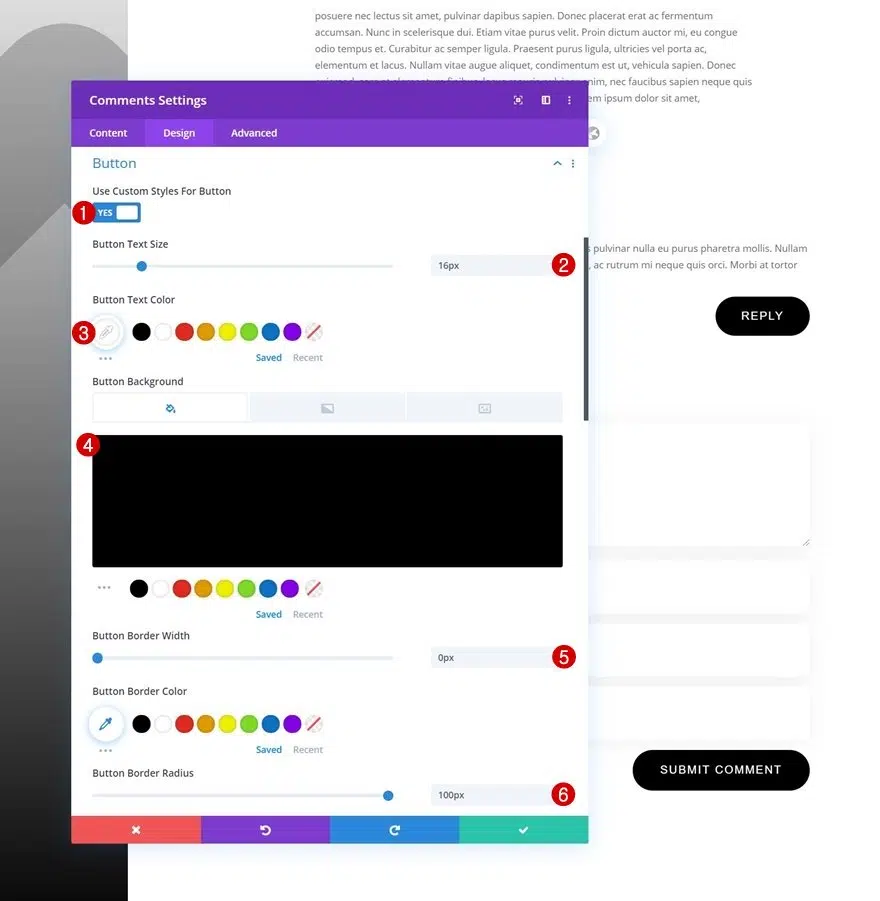 posuere nec lectus sit amet, pulvinar dapibus sapien. Donec placerat erat ac fermentum
accumsan. Nunc in scelerisque dui. Etiam vitae purus velit. Proin dictum auctor mi, eu congue
odio tempus et. Curabitur ac semper ligula. Praesent purus ligula, ultricies vel porta ac,
elementum et lacus. Nullam vitae augue aliquet, condimentum est ut, vehicula sapien. Donec
enim, nec faucibus sapien neque quis
em ipsum dolor sit amet,
Comments Settings
Content Design Advanced
Button
Use Custom Styles For Button
1 YES
Button Text Size
s pulvinar nulla eu purus pharetra mollis. Nullam
16px 2
, ac rutrum mi neque quis orci. Morbi at tortor
Button Text Color
REPLY
3
Saved Recent
Button Background
4
Saved Recent
Button Border Width
0px 5
Button Border Color
Saved Recent
Button Border Radius
SUBMIT COMMENT
100px 6